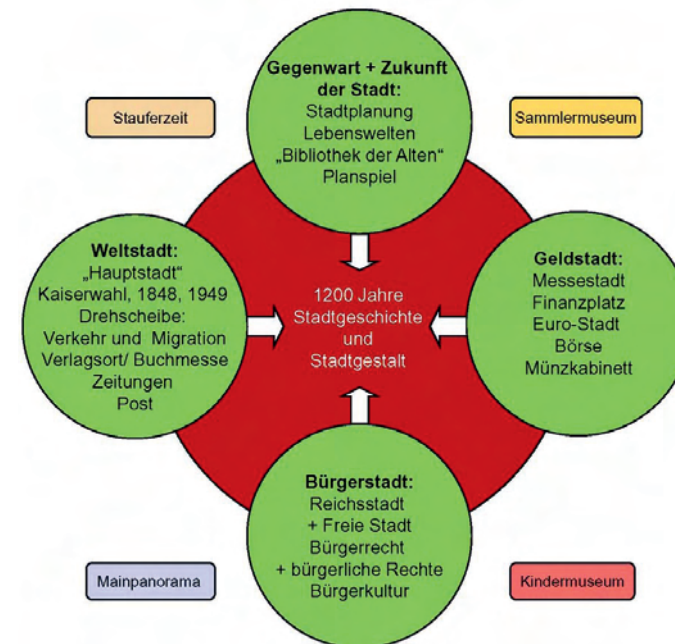 Gegenwart + Zukunft
der Stadt:
Stadtplanung
Lebenswelten
„Bibliothek der Alten“
Planspiel
Stauferzeit
Sammlermuseum
Weltstadt:
„Hauptstadt“
Kaiserwahl, 1848, 1949
Drehscheibe:
Verkehr und Migration
Verlagsort/ Buchmesse
Zeitungen
Post
1200 Jahre
Stadtgeschichte
und
Stadtgestalt
Geldstadt:
Messestadt
Finanzplatz
Euro-Stadt
Börse
Münzkabinett
Bürgerstadt:
Reichsstadt
+ Freie Stadt
Bürgerrecht
+ bürgerliche Rechte
Bürgerkultur
Mainpanorama
Kindermuseum